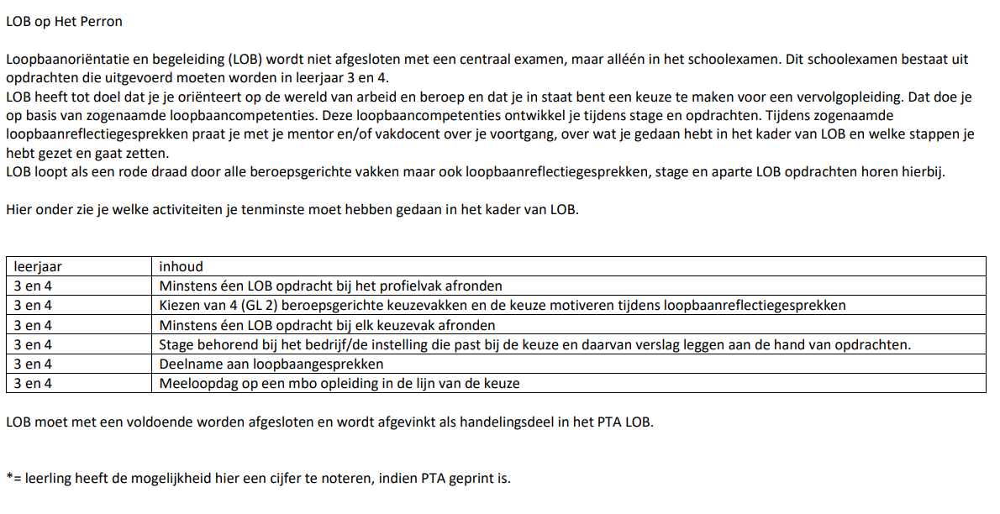 LOB op Het Perron
Loopbaanoriëntatie en begeleiding (LOB) wordt niet afgesloten met een centraal examen, maar alléén in het schoolexamen. Dit schoolexamen bestaat uit
opdrachten die uitgevoerd moeten worden in leerjaar 3 en 4.
LOB heeft tot doel dat je je oriënteert op de wereld van arbeid en beroep en dat je in staat bent een keuze te maken voor een vervolgopleiding. Dat doe je
op basis van zogenaamde loopbaancompetenties. Deze loopbaancompetenties ontwikkel je tijdens stage en opdrachten. Tijdens zogenaamde
loopbaanreflectiegesprekken praat je met je mentor en/of vakdocent over je voortgang, over wat je gedaan hebt in het kader van LOB en welke stappen je
hebt gezet en gaat zetten.
LOB loopt als een rode draad door alle beroepsgerichte vakken maar ook loopbaanreflectiegesprekken, stage en aparte LOB opdrachten horen hierbij.
Hier onder zie je welke activiteiten je tenminste moet hebben gedaan in het kader van LOB.
leerjaar inhoud
3 en 4 Minstens éen LOB opdracht bij het profielvak afronden
3 en 4 Kiezen van 4 (GL 2) beroepsgerichte keuzevakken en de keuze motiveren tijdens loopbaanreflectiegesprekken
3 en 4 Minstens éen LOB opdracht bij elk keuzevak afronden
3 en 4 Stage behorend bij het bedrijf/de instelling die past bij de keuze en daarvan verslag leggen aan de hand van opdrachten.
3 en 4 Deelname aan loopbaangesprekken
3 en 4 Meeloopdag op een mbo opleiding in de lijn van de keuze
LOB moet met een voldoende worden afgesloten en wordt afgevinkt als handelingsdeel in het PTA LOB.
*= leerling heeft de mogelijkheid hier een cijfer te noteren, indien PTA geprint is.